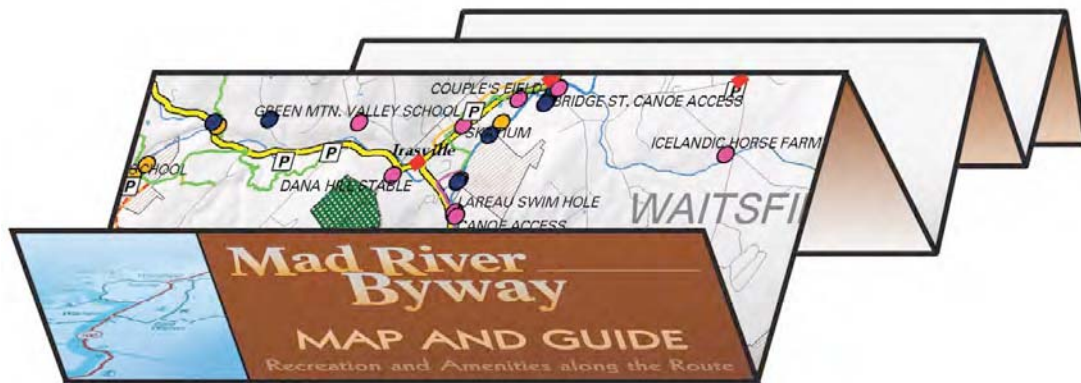 COUPLE'S FIELD
P
GREEN MTN. VALLEY SCHOOL
P
BRIDGE ST. CANOE ACCESS
SKATIUM
Irasville
ICELANDIC HORSE FARM
P
P
SCHOOL
P
DANA HILL STABLE
LAREAU SWIM HOLE
WAITSFI
CANOE ACCESS
Mad River
Byway
MAP AND GUIDE
Recreation and Amenities along the Route